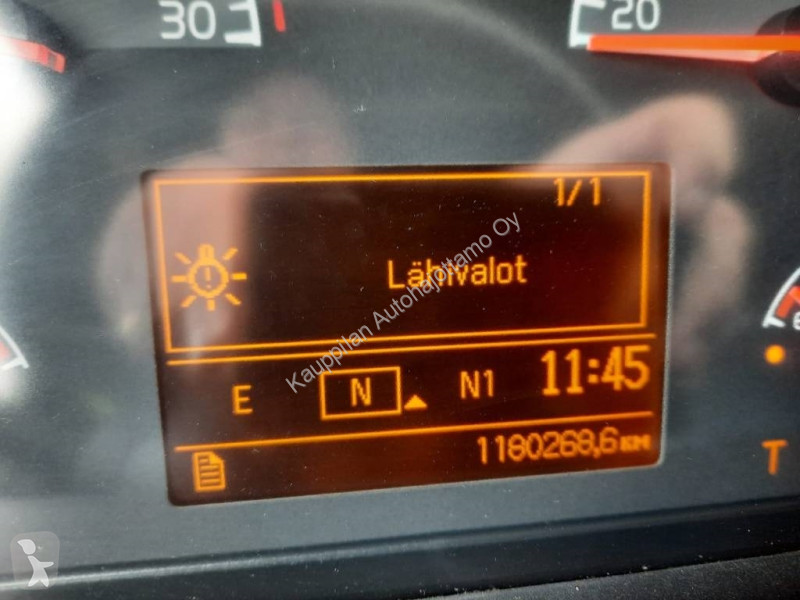 30
20
1/1
Lähivalot
Kauppilan Autohajottamo Oy
E N N1 11:45
1180268,6 KM
T